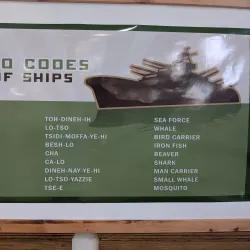 O CODES
OF SHIPS
TOH-DINEH-IH SEA FORCE
LO-TSO WHALE
TSIDI-MOFFA-YE-HI BIRD CARRIER
BESH-LO IRON FISH
CHA BEAVER
CA-LO SHARK
DINEH-NAY-YE-HI MAN CARRIER
LO-TSO-YAZZIE SMALL WHALE
TSE-E MOSQUITO